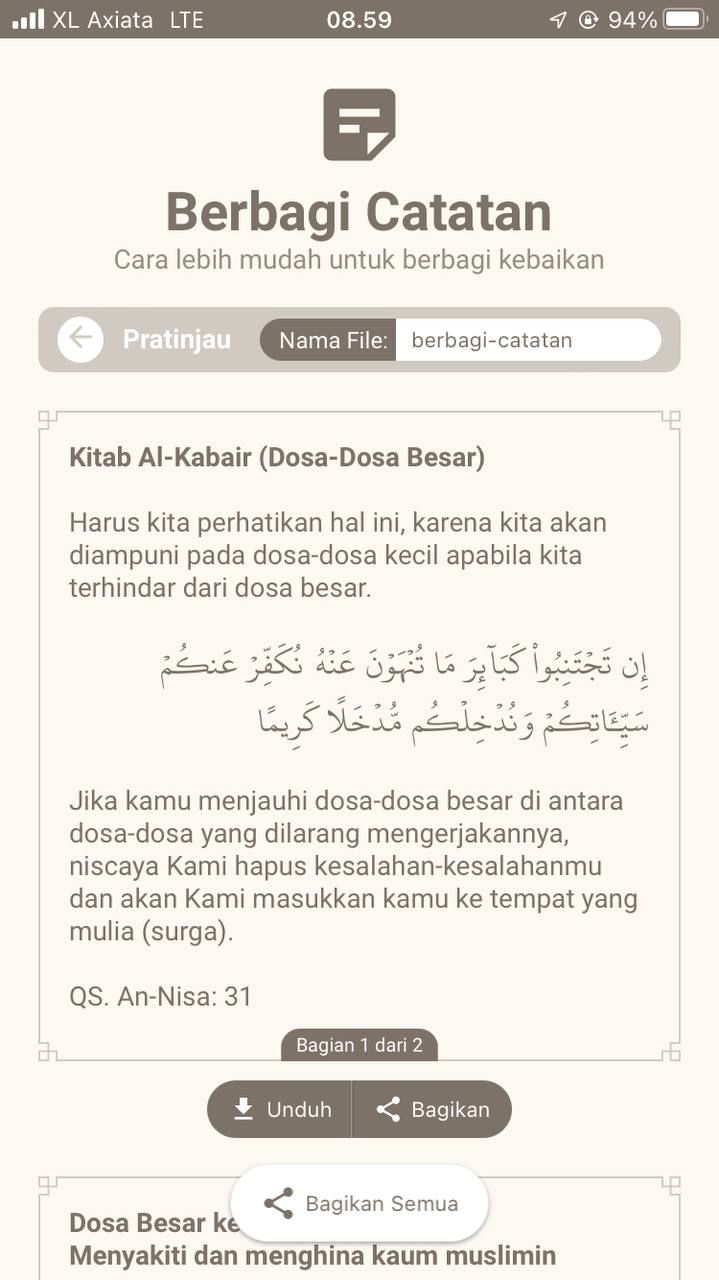 XL Axiata LTE 08.59 94%
Berbagi Catatan
Cara lebih mudah untuk berbagi kebaikan
Pratinjau Nama File: berbagi-catatan
Kitab Al-Kabair (Dosa-Dosa Besar)
Harus kita perhatikan hal ini, karena kita akan
diampuni pada dosa-dosa kecil apabila kita
terhindar dari dosa besar.
إِن تَجْتَنِبُوا۟ كَبَآئِرَ مَا تُنْهَوْنَ عَنْهُ نُكَفِّرْ عَنكُمْ
سَيِّـَٔاتِكُمْ وَنُدْخِلْكُم مُّدْخَلًا كَرِيمًا
Jika kamu menjauhi dosa-dosa besar di antara
dosa-dosa yang dilarang mengerjakannya,
niscaya Kami hapus kesalahan-kesalahanmu
dan akan Kami masukkan kamu ke tempat yang
mulia (surga).
QS. An-Nisa: 31
Bagian 1 dari 2
Unduh Bagikan
Bagikan Semua
Dosa Besar ke
Menyakiti dan menghina kaum muslimin